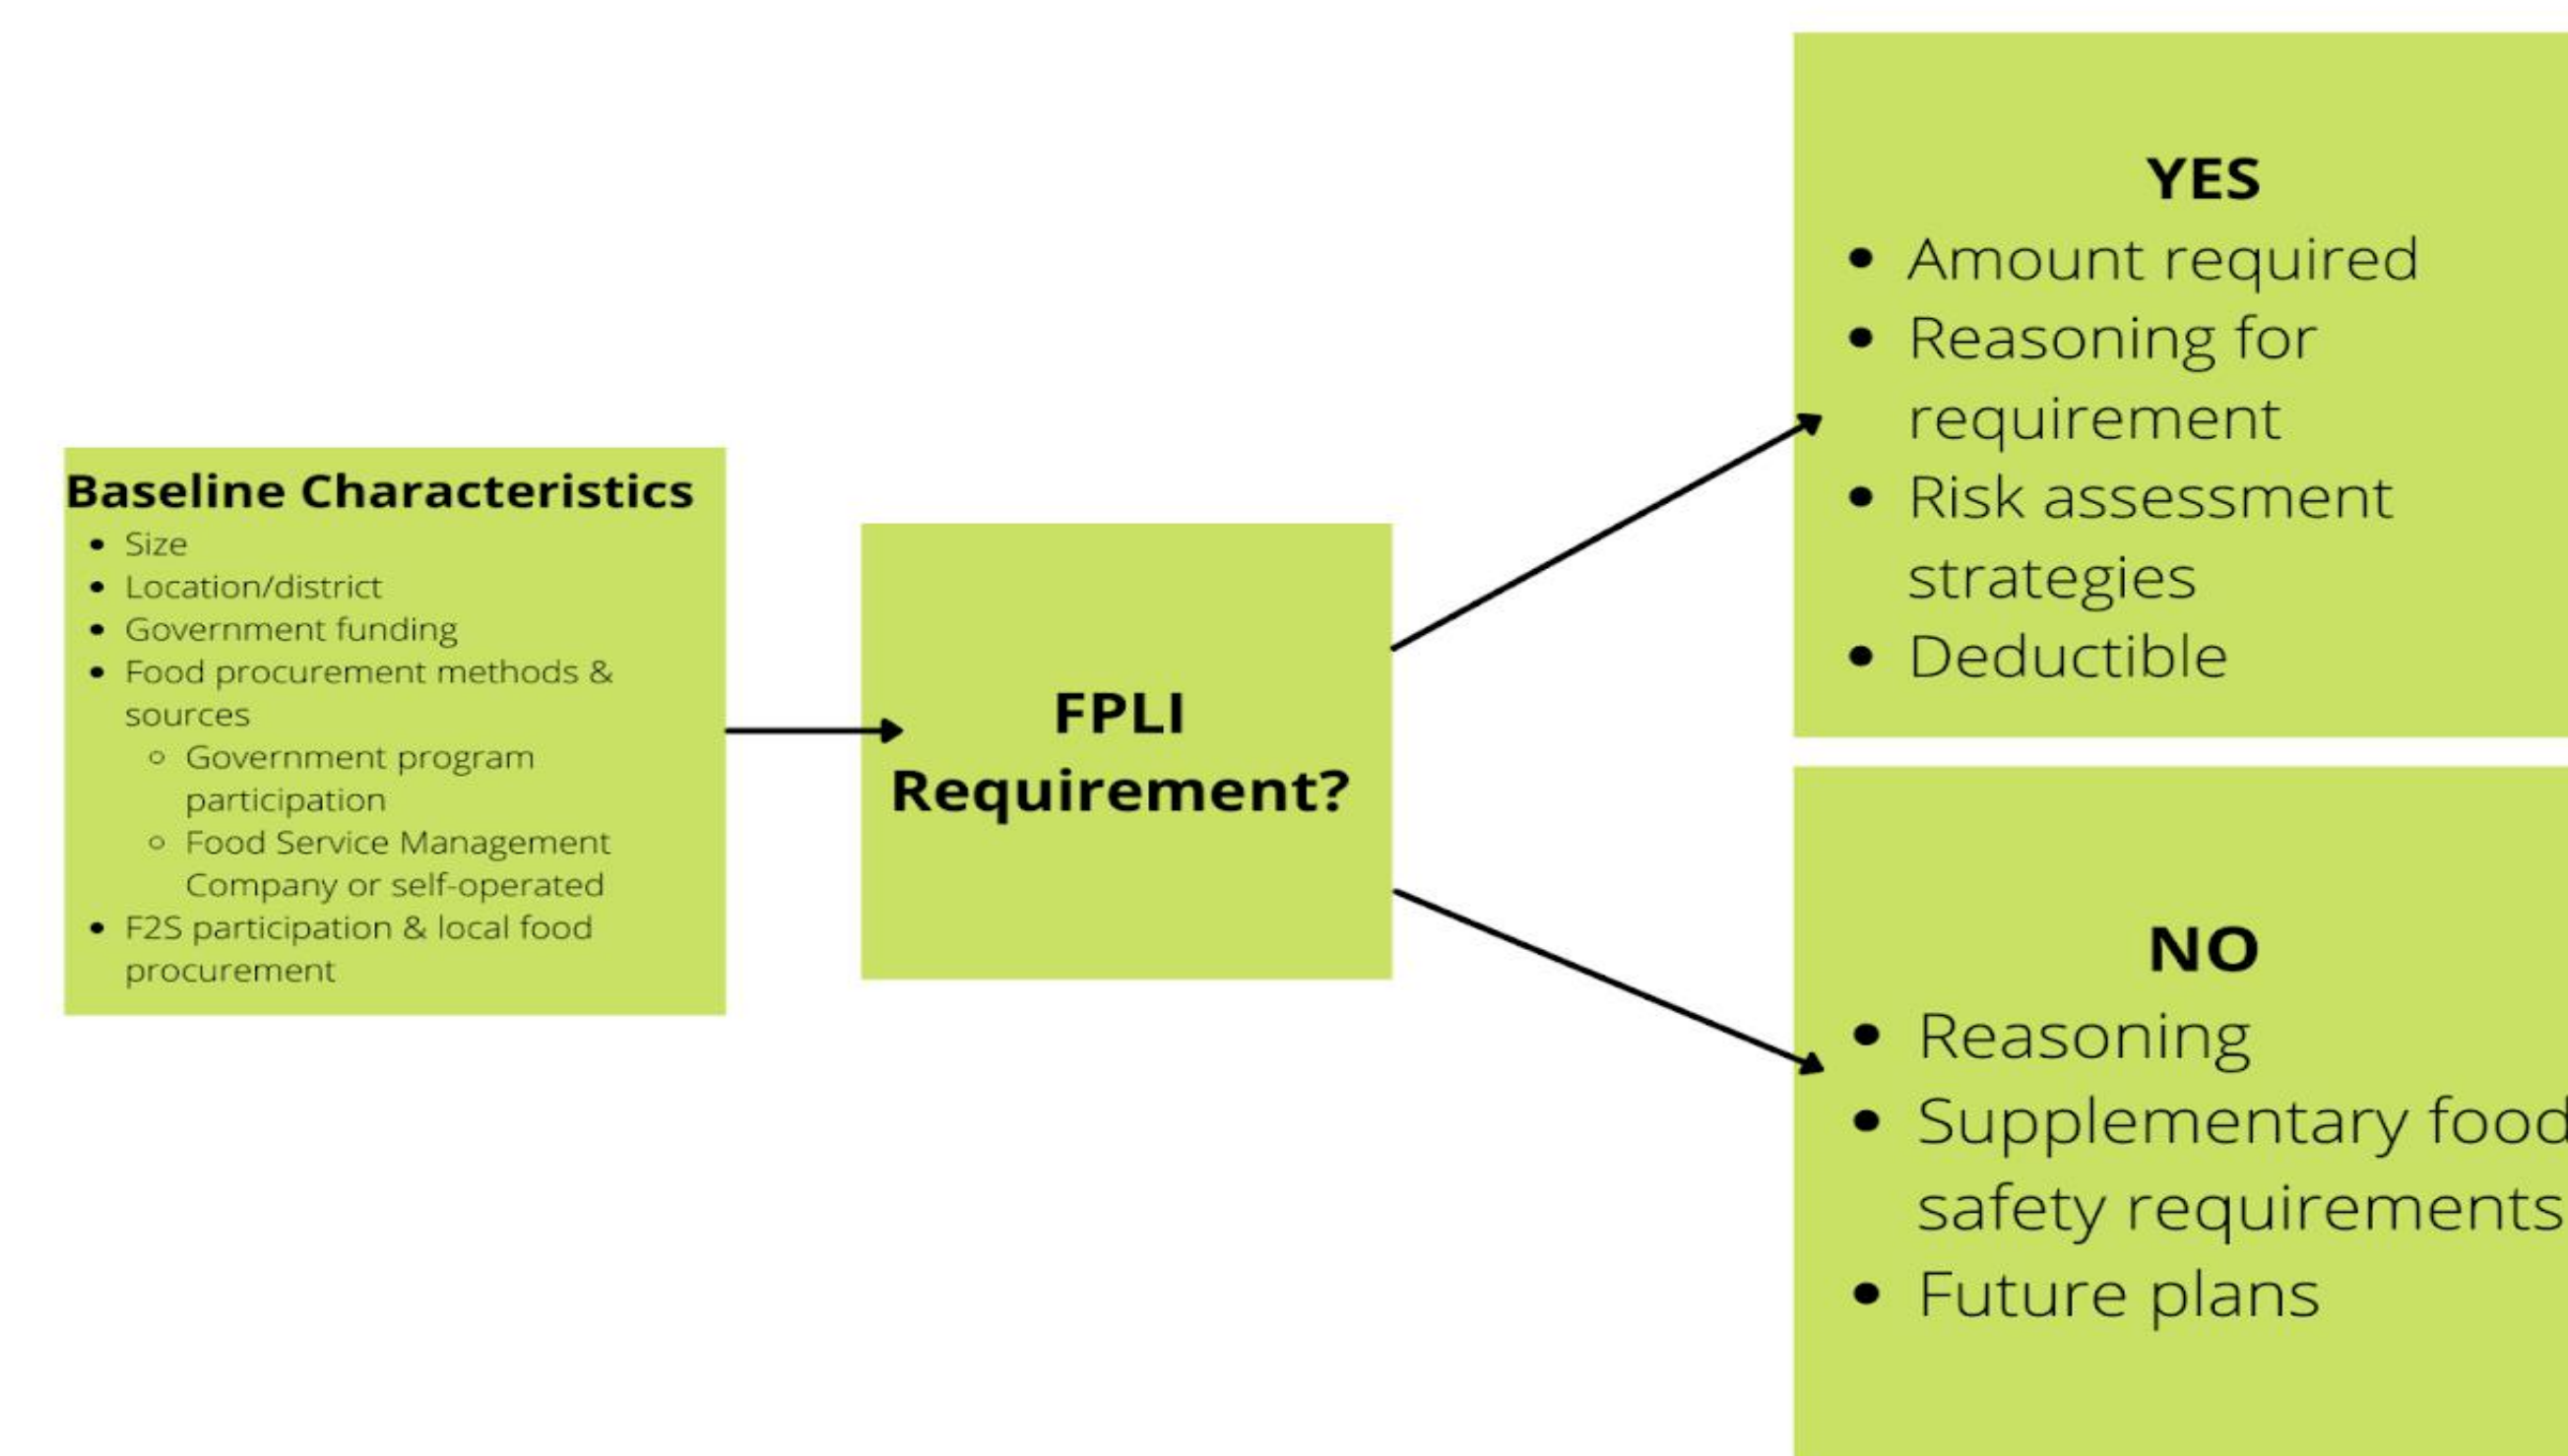 Baseline Characteristics
• Size
• Location/district
• Government funding
• Food procurement methods &
sources
○ Government program
participation
○ Food Service Management
Company or self-operated
• F2S participation & local food
procurement
FPLI
Requirement?
YES
• Amount required
• Reasoning for
requirement
• Risk assessment
strategies
• Deductible
NO
• Reasoning
• Supplementary food
safety requirements
• Future plans